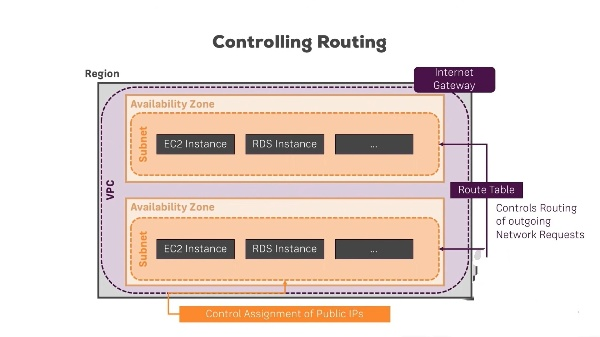 Controlling Routing
Region
Internet
Gateway
Availability Zone
Subnet
EC2 Instance
RDS Instance
...
VPC
Route Table
Controls Routing
of outgoing
Network Requests
Availability Zone
Subnet
EC2 Instance
RDS Instance
...
Control Assignment of Public IPs